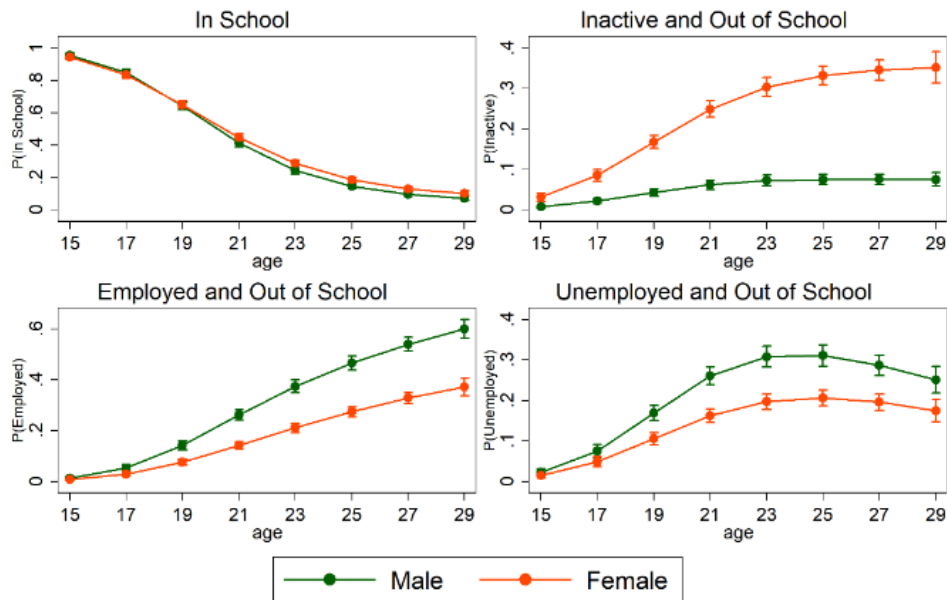 In School
Inactive and Out of School
P(In School)
1
.8
.6
.4
.2
0
15 17 19 21 23 25 27 29
age
P(Inactive)
.4
.3
.2
.1
0
15 17 19 21 23 25 27 29
age
Employed and Out of School
Unemployed and Out of School
P(Employed)
.6
.4
.2
0
15 17 19 21 23 25 27 29
age
P(Unemployed)
.4
.3
.2
.1
0
15 17 19 21 23 25 27 29
age
Male Female